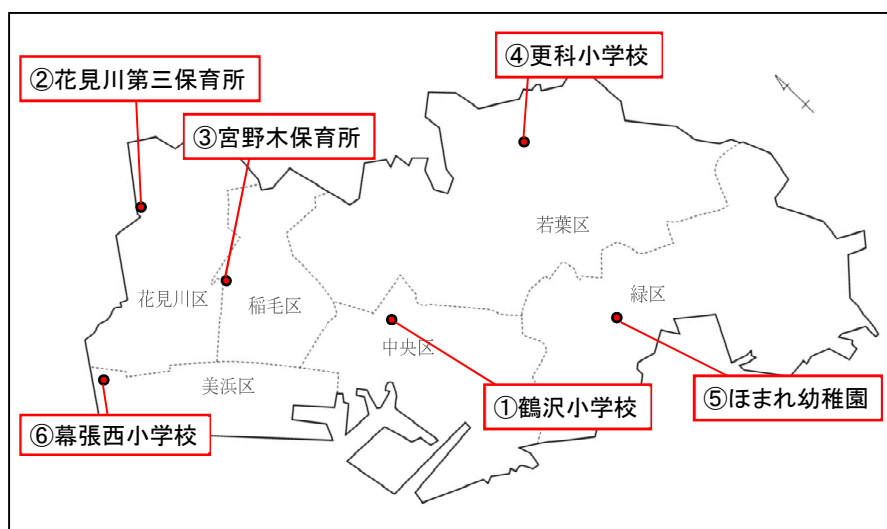 ④更科小学校
②花見川第三保育所
③宮野木保育所
若葉区
花見川区
稲毛区
緑区
中央区
美浜区
①鶴沢小学校
⑤ほまれ幼稚園
⑥幕張西小学校